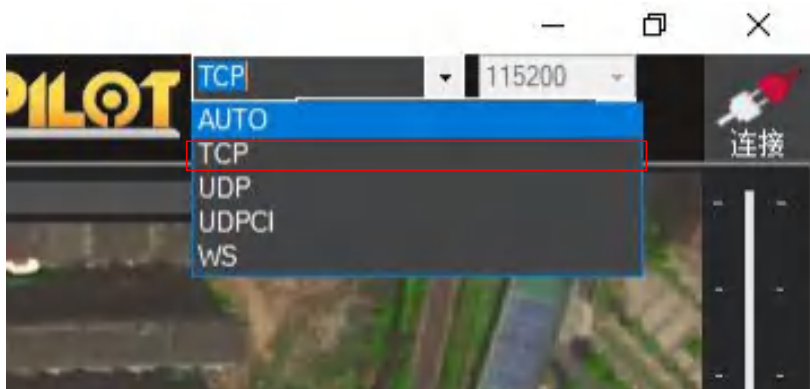 PILOT
TCP
115200
连接
AUTO
TCP
UDP
UDPCI
WS